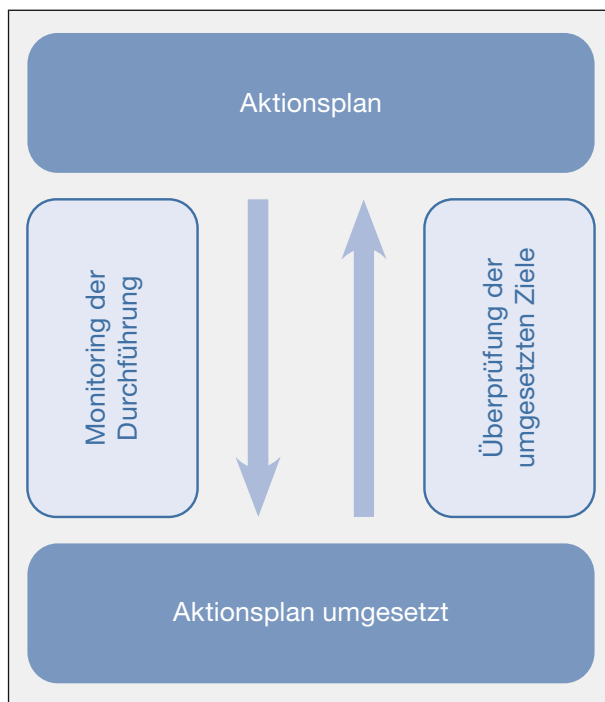 Aktionsplan
Monitoring der
Durchführung
Überprüfung der
umgesetzten Ziele
Aktionsplan umgesetzt